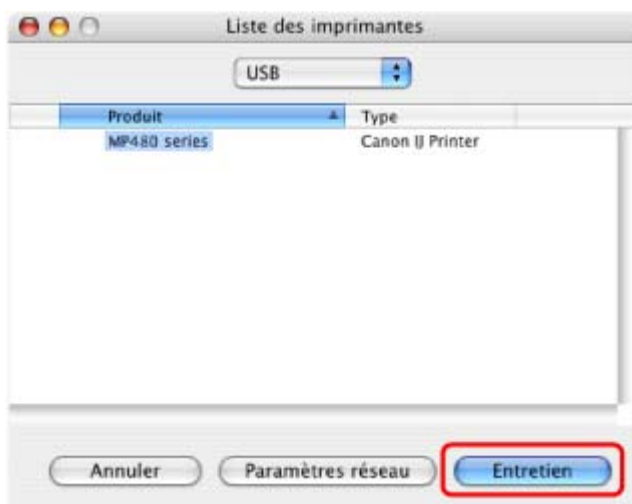 Liste des imprimantes
USB
Produit Type
MP480 series Canon IJ Printer
Annuler Paramètres réseau Entretien